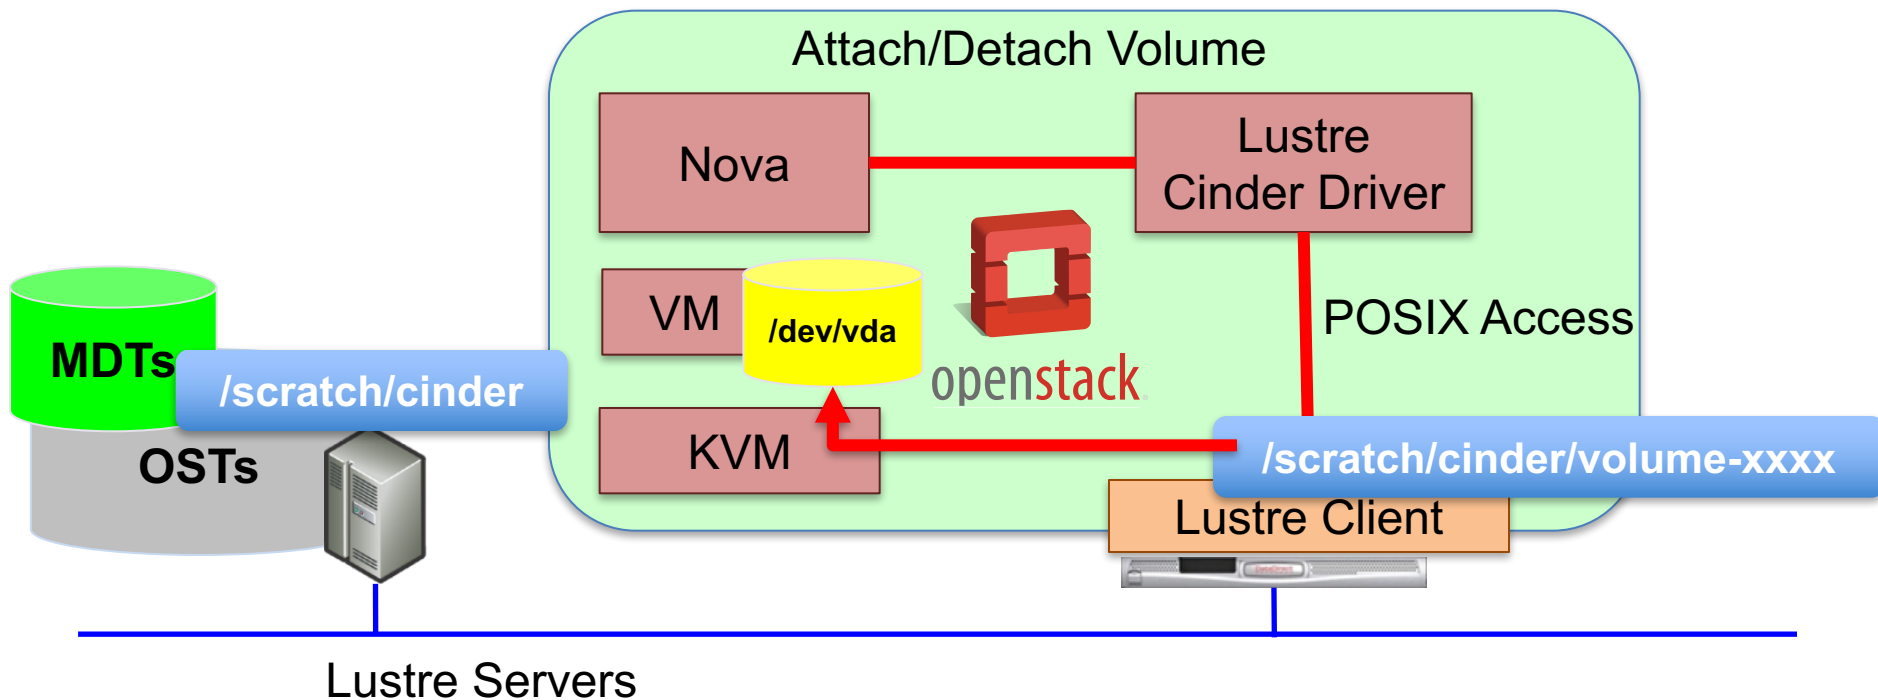 Attach/Detach Volume
Nova
Lustre
Cinder Driver
VM
/dev/vda
openstack
POSIX Access
MDTs
/scratch/cinder
OSTs
KVM
/scratch/cinder/volume-xxxx
Lustre Client
Lustre Servers